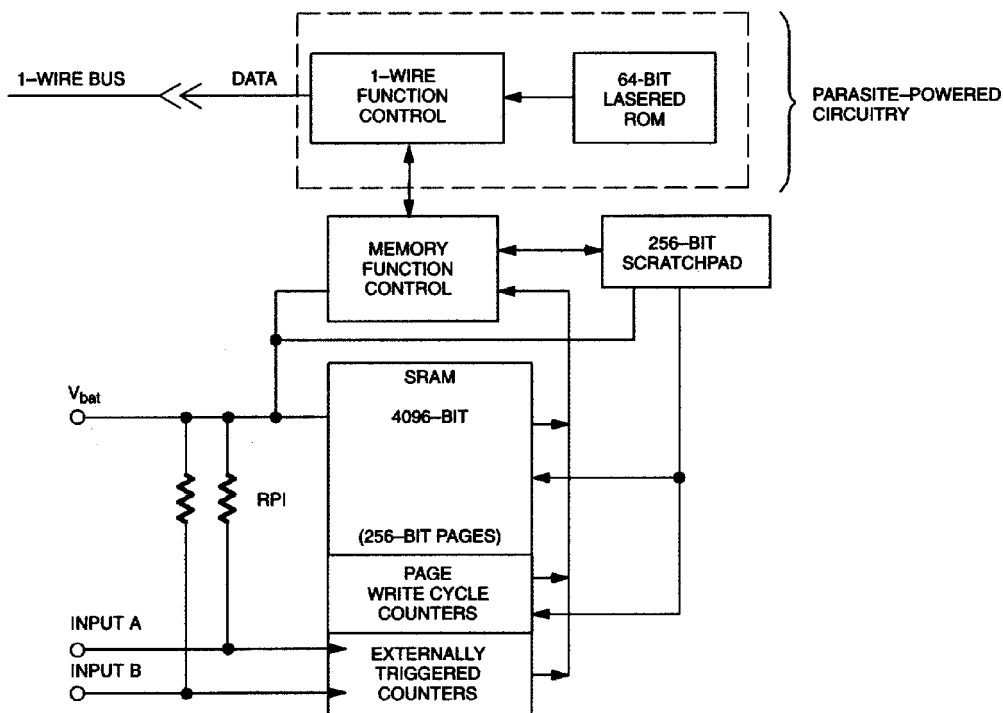 1–WIRE BUS
DATA
1–WIRE
FUNCTION
CONTROL
64-BIT
LASERED
ROM
PARASITE–POWERED
CIRCUITRY
MEMORY
FUNCTION
CONTROL
256–BIT
SCRATCHPAD
Vbat
SRAM
4096–BIT
RPI
(256–BIT PAGES)
PAGE
WRITE CYCLE
COUNTERS
INPUT A
INPUT B
EXTERNALLY
TRIGGERED
COUNTERS